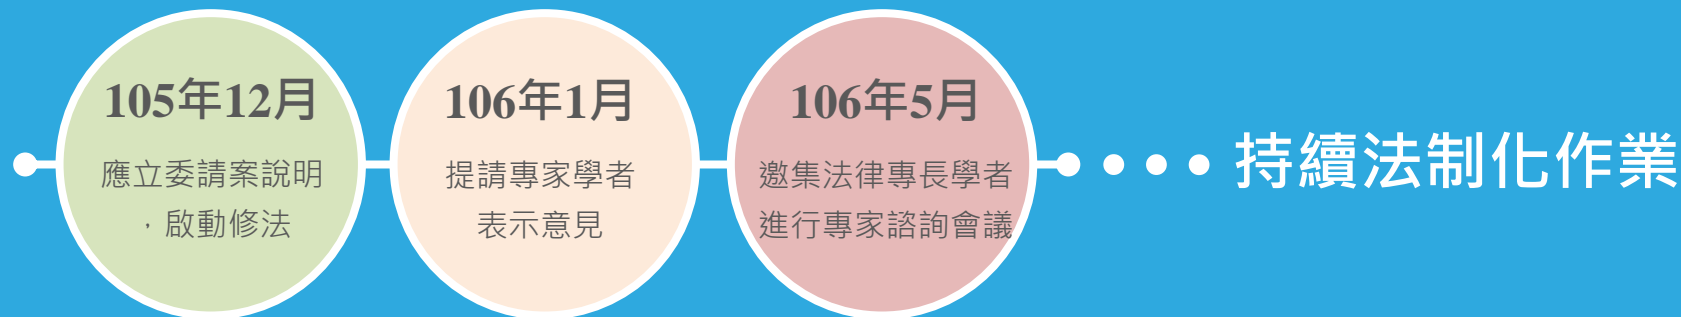 105年12月
應立委請案說明
，啟動修法
106年1月
提請專家學者
表示意見
106年5月
邀集法律專長學者
進行專家諮詢會議
持續法制化作業